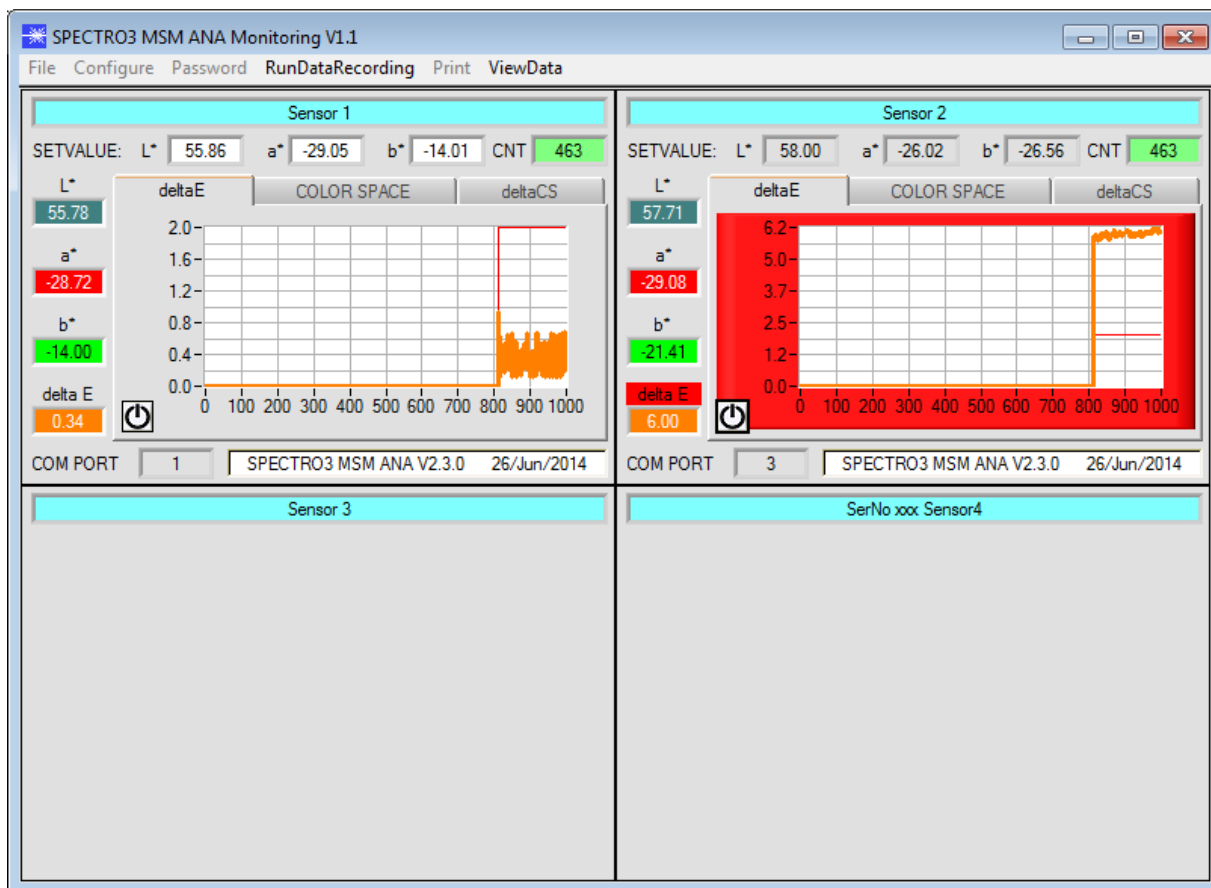 SPECTRO3 MSM ANA Monitoring V1.1
File Configure Password RunDataRecording Print ViewData
Sensor 1
SETVALUE: L* 55.86 a* -29.05 b* -14.01 CNT 463
L*
55.78
a*
-28.72
b*
-14.00
delta E
0.34
deltaE COLOR SPACE deltaCS
2.0
1.6
1.2
0.8
0.4
0.0
0 100 200 300 400 500 600 700 800 900 1000
COM PORT 1 SPECTRO3 MSM ANA V2.3.0 26/Jun/2014
Sensor 2
SETVALUE: L* 58.00 a* -26.02 b* -26.56 CNT 463
L*
57.71
a*
-29.08
b*
-21.41
delta E
6.00
deltaE COLOR SPACE deltaCS
6.2
5.0
3.7
2.5
1.2
0.0
0 100 200 300 400 500 600 700 800 900 1000
COM PORT 3 SPECTRO3 MSM ANA V2.3.0 26/Jun/2014
Sensor 3
SerNo xxx Sensor4